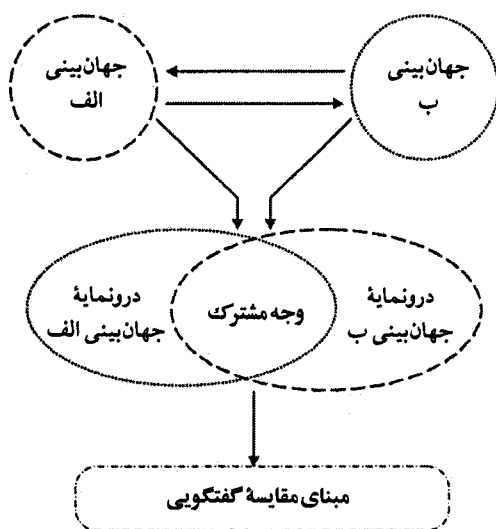 جهان‌بینی
ب
جهان‌بینی
الف
درونمایهٔ
جهان‌بینی ب
وجه مشترک
درونمایهٔ
جهان‌بینی الف
مبنای مقایسهٔ گفتگویی